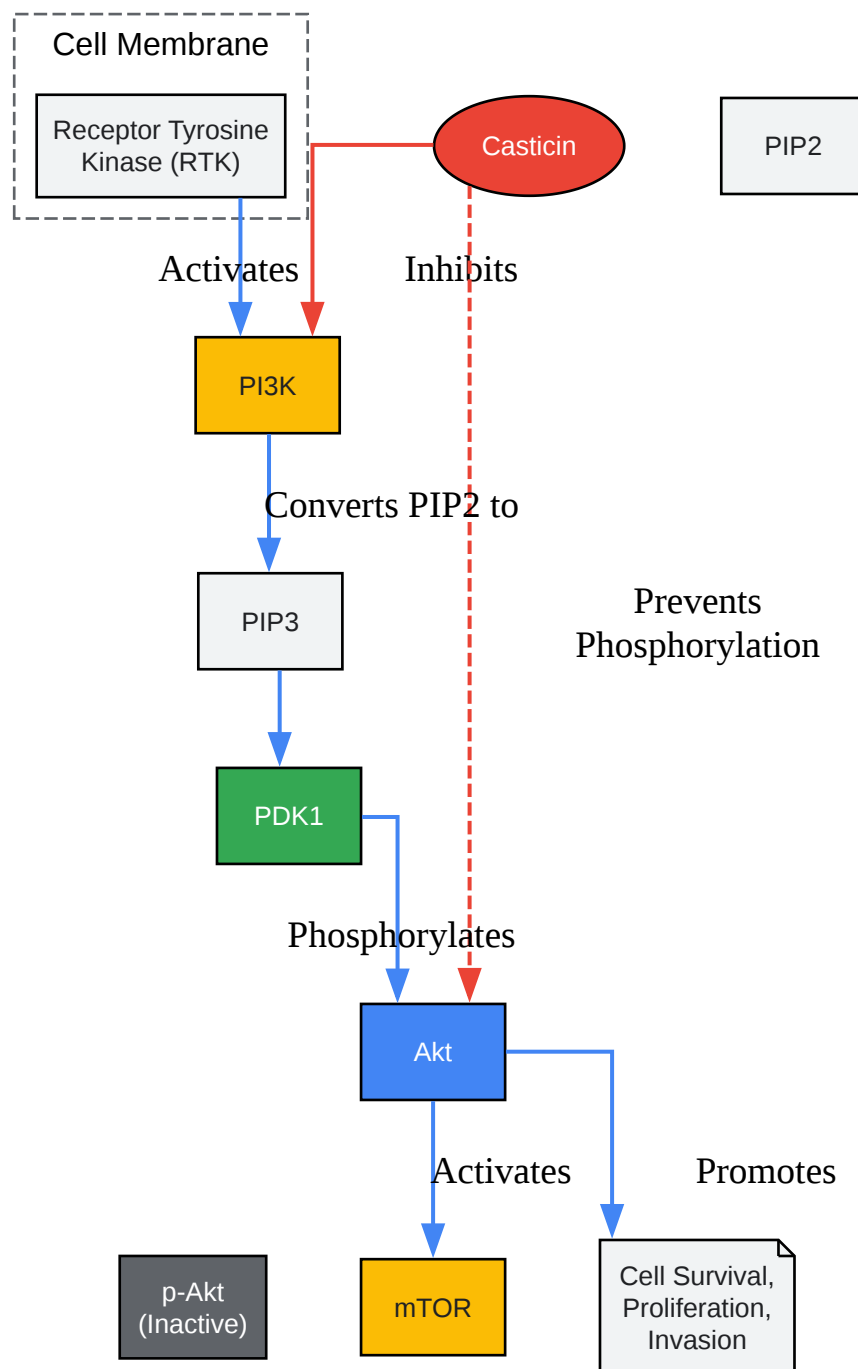 Cell Membrane
Receptor Tyrosine
Kinase (RTK)
Casticin
PIP2
Activates
Inhibits
PI3K
Converts PIP2 to
PIP3
Prevents
Phosphorylation
PDK1
Phosphorylates
Akt
Activates
Promotes
p-Akt
(Inactive)
mTOR
Cell Survival,
Proliferation,
Invasion